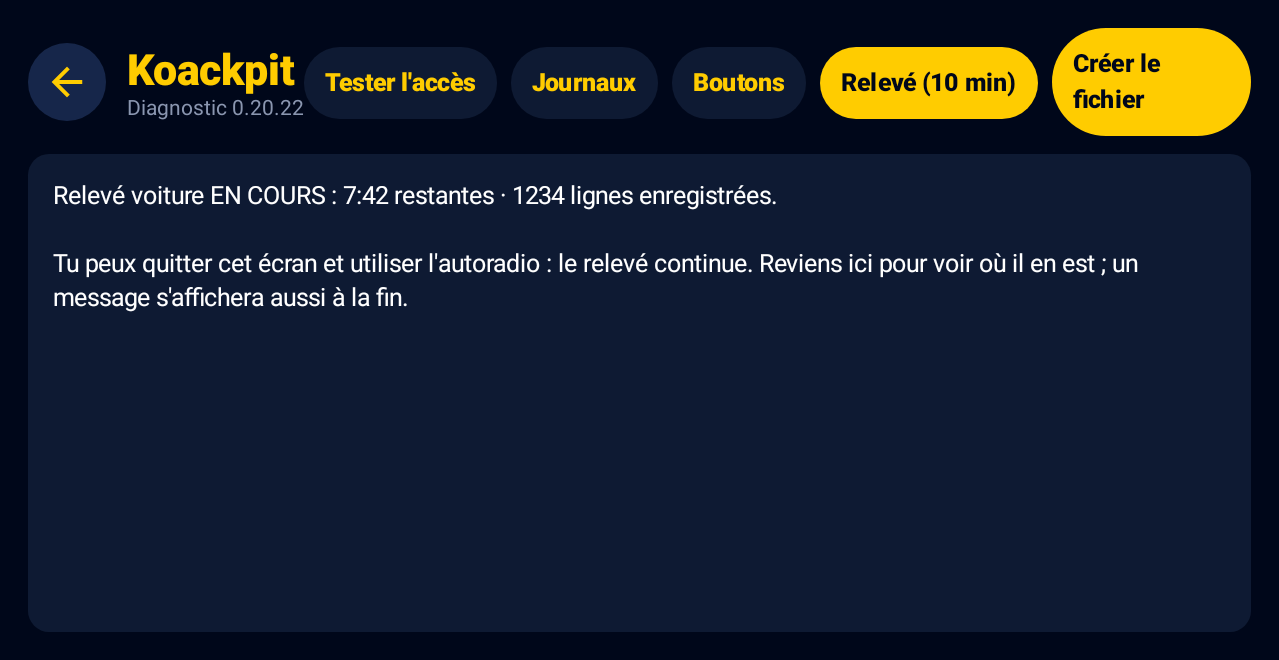 Koackpit
Diagnostic 0.20.22
Tester l'accès
Journaux
Boutons
Relevé (10 min)
Créer le
fichier
Relevé voiture EN COURS : 7:42 restantes · 1234 lignes enregistrées.
Tu peux quitter cet écran et utiliser l'autoradio : le relevé continue. Reviens ici pour voir où il en est ; un
message s'affichera aussi à la fin.